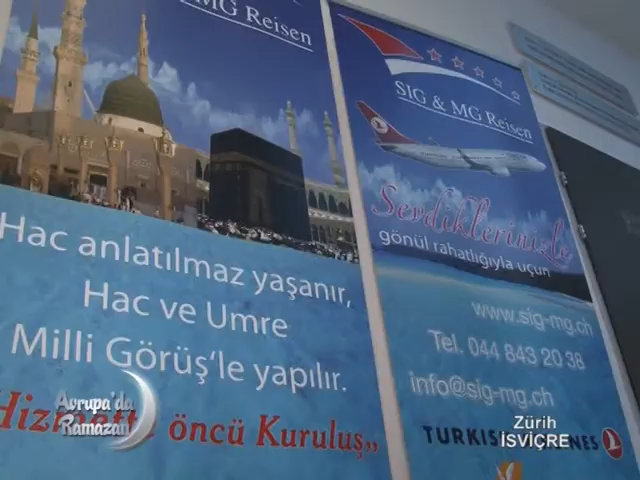 MG Reisen
Hac anlatılmaz yaşanır,
Hac ve Umre
Milli Görüş'le yapılır.
öncü Kuruluş„
SIG & MG Reisen
Sevdiklerinizle
gönül rahatlığıyla uçun
www.sig-mg.ch
Tel. 044 843 20 38
info@sig-mg.ch
TURKISH
Avrupa'da
Ramazan
Zürih
İSVİÇRE